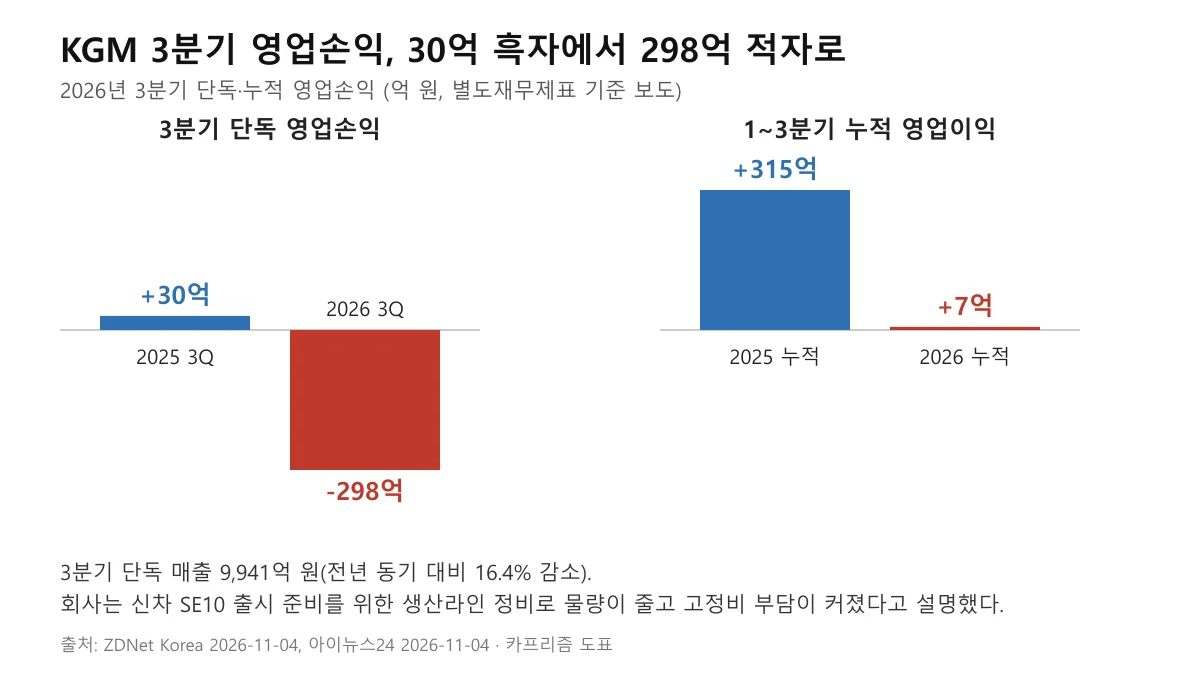 KGM 3분기 영업손익, 30억 흑자에서 298억 적자로
2026년 3분기 단독·누적 영업손익 (억 원, 별도재무제표 기준 보도)
3분기 단독 영업손익
+30억
2025 3Q
2026 3Q
-298억
1~3분기 누적 영업이익
+315억
2025 누적
+7억
2026 누적
3분기 단독 매출 9,941억 원(전년 동기 대비 16.4% 감소).
회사는 신차 SE10 출시 준비를 위한 생산라인 정비로 물량이 줄고 고정비 부담이 커졌다고 설명했다.
출처: ZDNet Korea 2026-11-04, 아이뉴스24 2026-11-04 · 카프리즘 도표